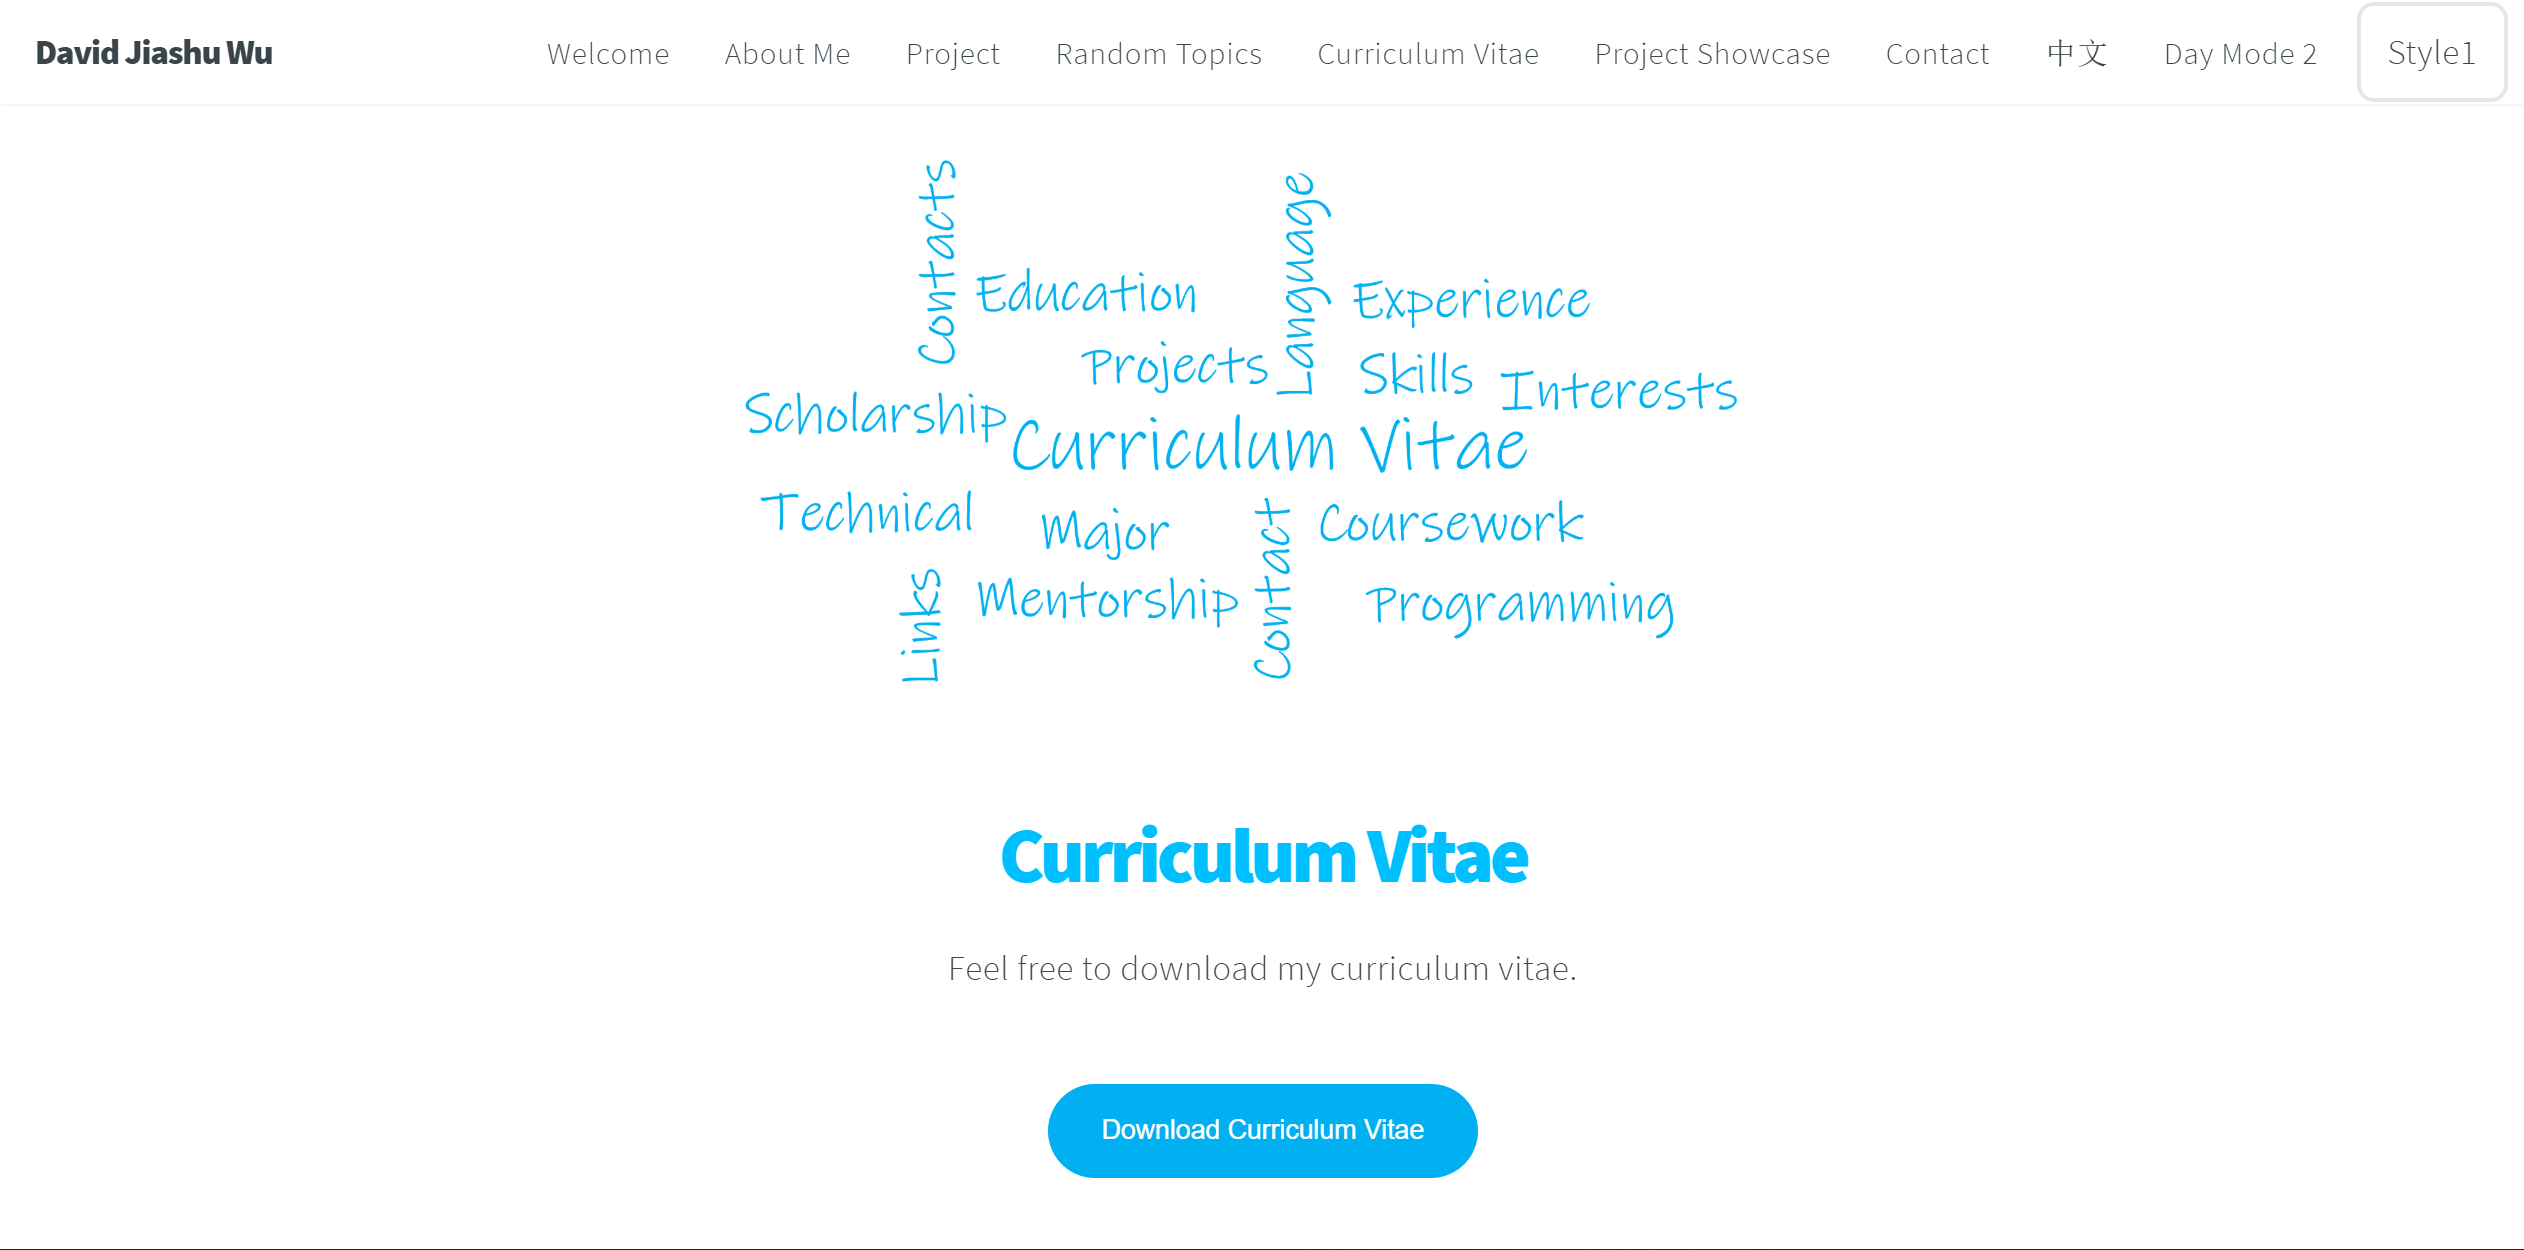 David Jiashu Wu
Welcome About Me Project Random Topics Curriculum Vitae Project Showcase Contact 中文 Day Mode 2 Style1
Contacts
Language
Education
Experience
Projects
Skills
Interests
Scholarship
Curriculum Vitae
Technical
Major
Contact
Coursework
Links
Mentorship
Programming
Curriculum Vitae
Feel free to download my curriculum vitae.
Download Curriculum Vitae